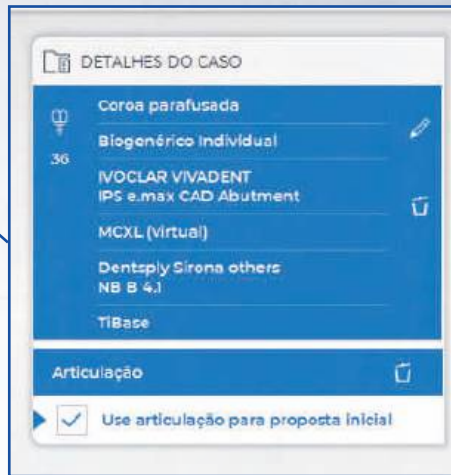 DETALHES DO CASO
Coroa parafusada
36
Biogenérico Individual
IVOCLAR VIVADENT
IPS e.max CAD Abutment
MCXL (Virtual)
Dentsply Sirona others
NB B 4.1
TiBase
Articulação
Use articulação para proposta inicial